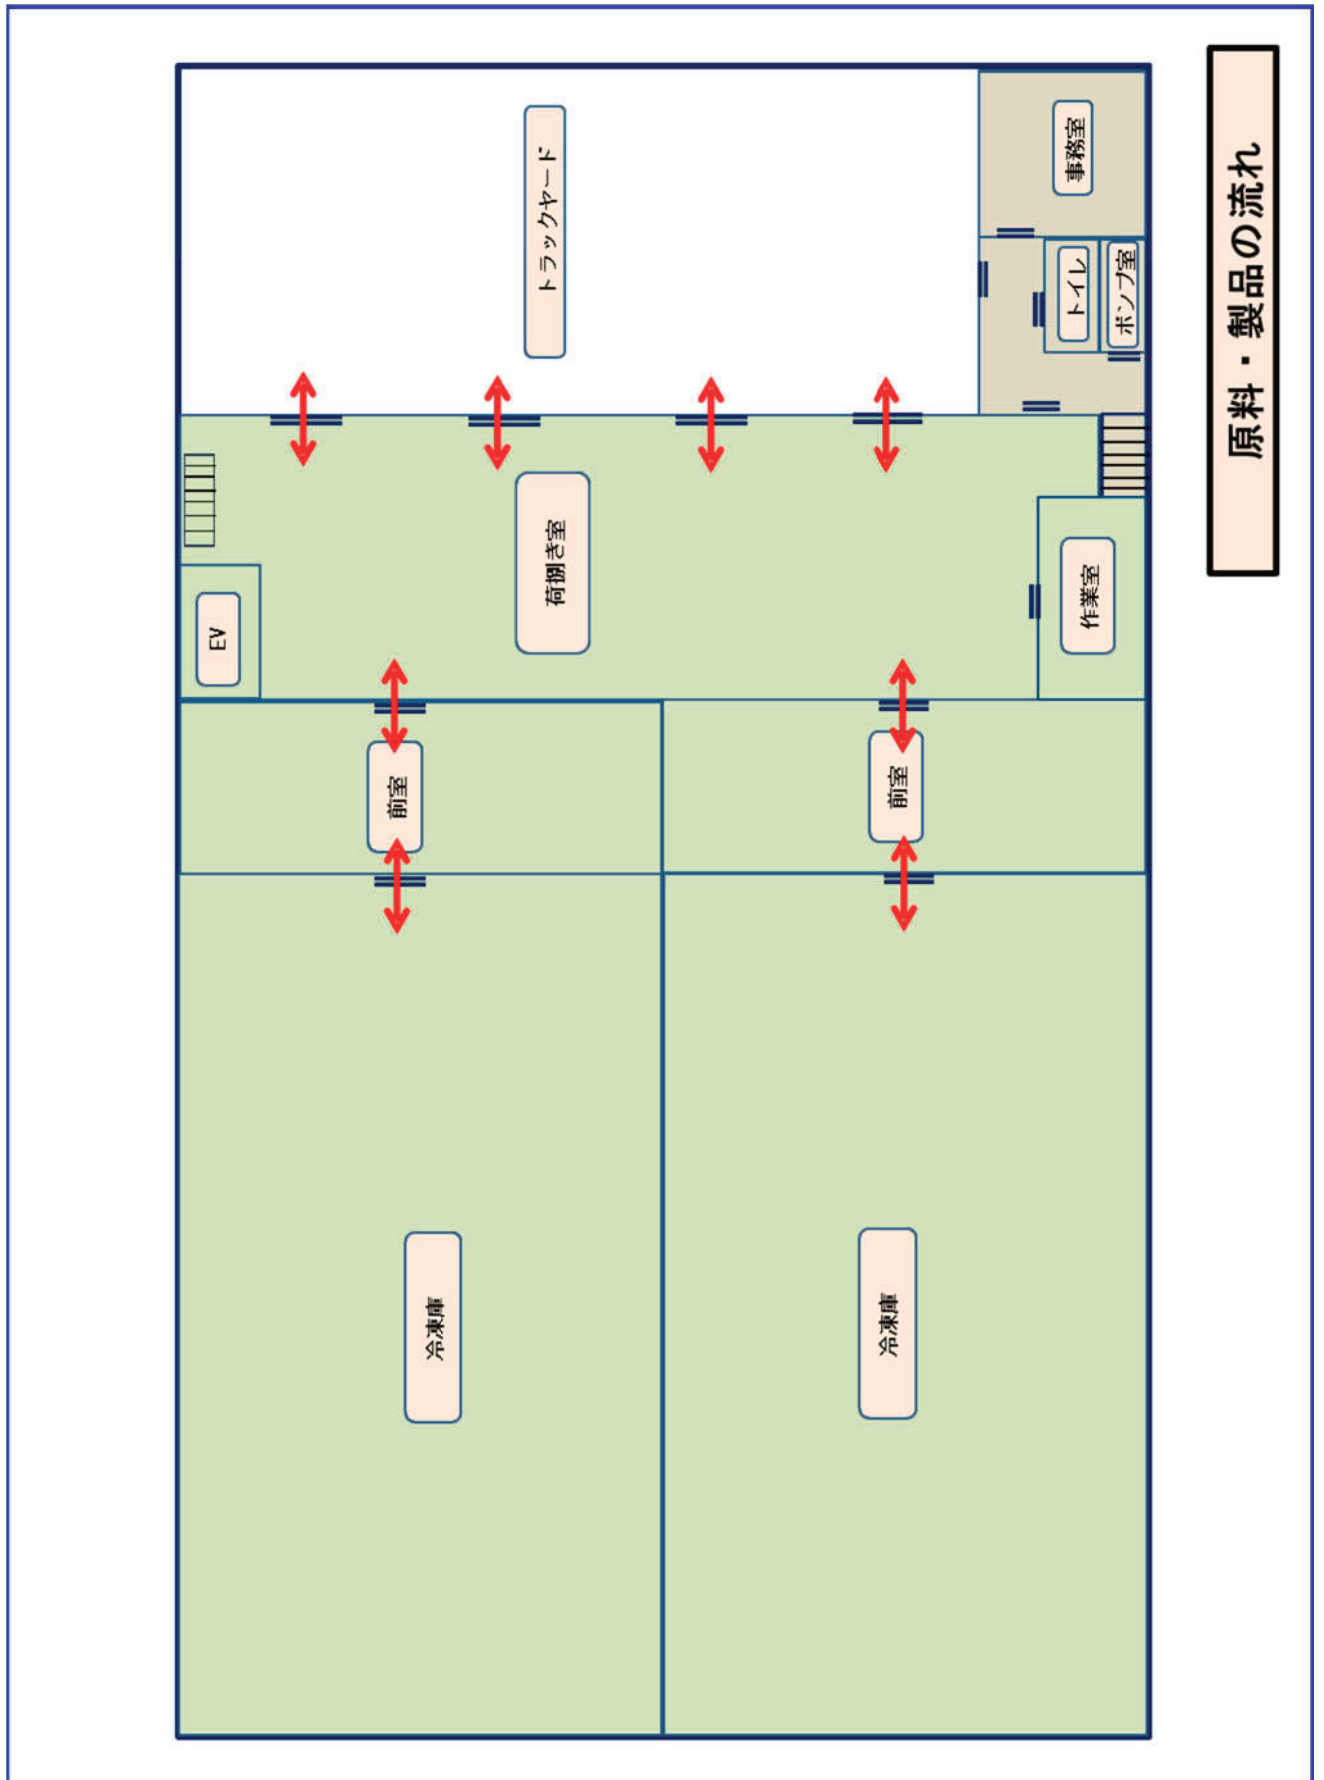 原料・製品の流れ
事務室
トイレ
ポンプ室
トラックヤード
作業室
荷捌き室
EV
前室
前室
冷凍庫
冷凍庫